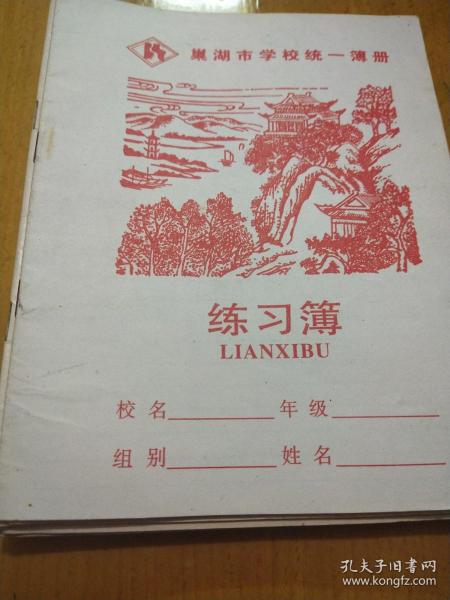 巢湖市学校统一簿册
练习簿
LIANXIBU
校名 年级
组别 姓名
孔夫子旧书网
www.kongfz.com